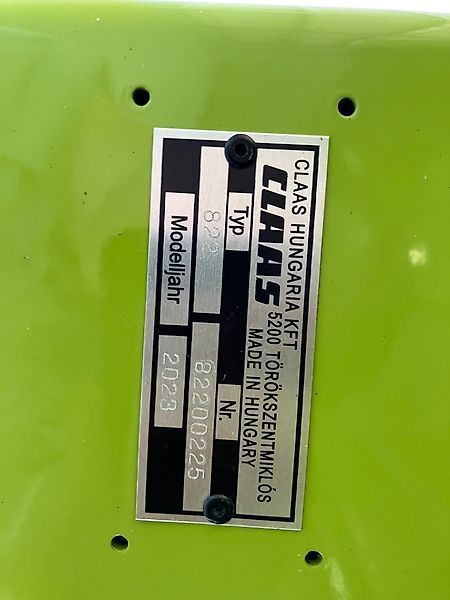 CLAAS HUNGARIA KFT
CLAAS
5200 TÖRÖKSZENTMIKLÓS
MADE IN HUNGARY
Typ Nr.
822 82200225
Modelljahr 2023